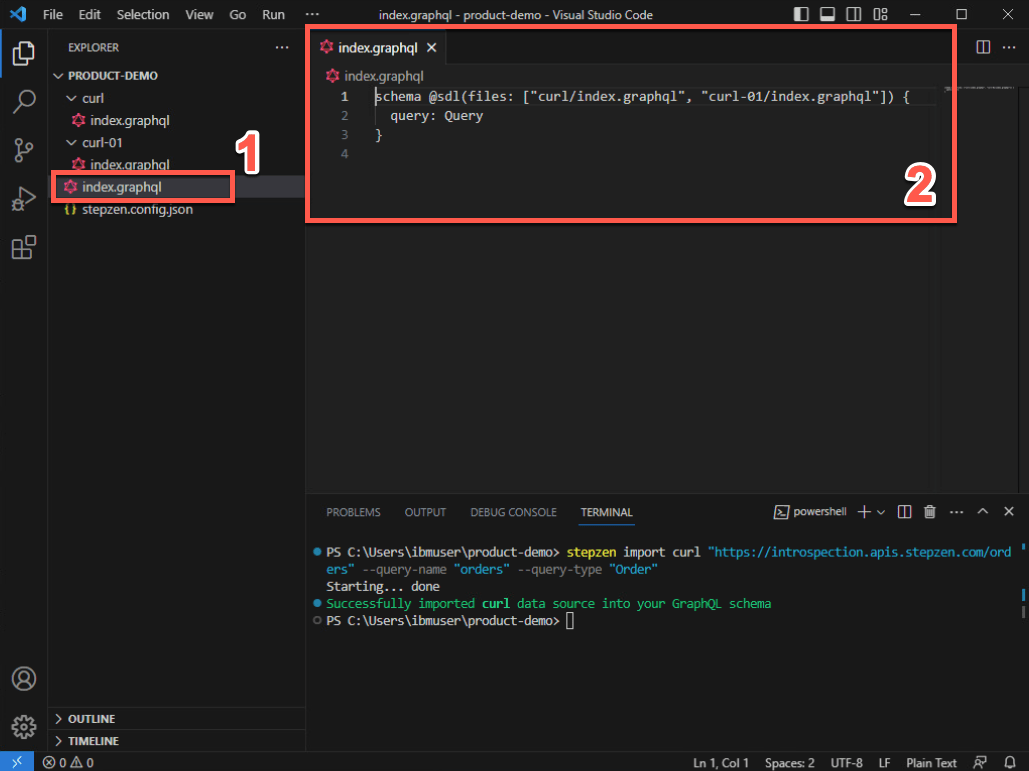 File Edit Selection View Go Run ··· index.graphql - product-demo - Visual Studio Code
EXPLORER ···
PRODUCT-DEMO
curl
index.graphql
curl-01
index.graphql
index.graphql
{} stepzen.config.json
1
index.graphql
index.graphql
1 schema @sdl(files: ["curl/index.graphql", "curl-01/index.graphql"]) {
2 query: Query
3 }
4
2
PROBLEMS OUTPUT DEBUG CONSOLE TERMINAL powershell
PS C:\Users\ibmuser\product-demo> stepzen import curl "https://introspection.apis.stepzen.com/ord
ers" --query-name "orders" --query-type "Order"
Starting... done
Successfully imported curl data source into your GraphQL schema
PS C:\Users\ibmuser\product-demo>
OUTLINE
TIMELINE
0 0 Ln 1, Col 1 Spaces: 2 UTF-8 LF Plain Text